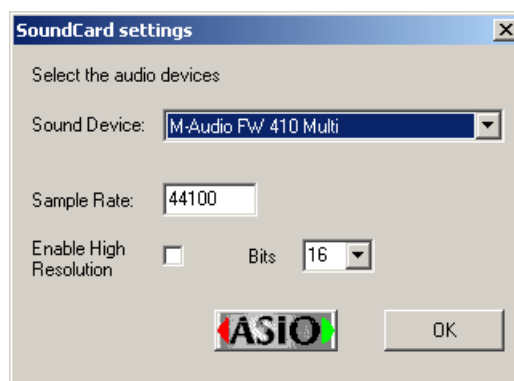 SoundCard settings
Select the audio devices
Sound Device: M-Audio FW 410 Multi
Sample Rate: 44100
Enable High
Resolution
Bits 16
ASiO OK